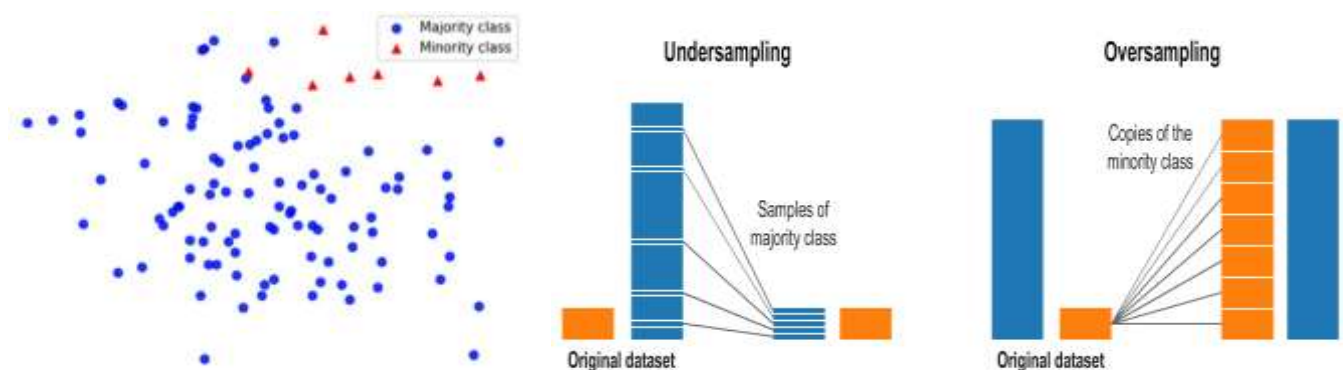 Majority class
Minority class
Undersampling
Samples of
majority class
Original dataset
Oversampling
Copies of the
minority class
Original dataset